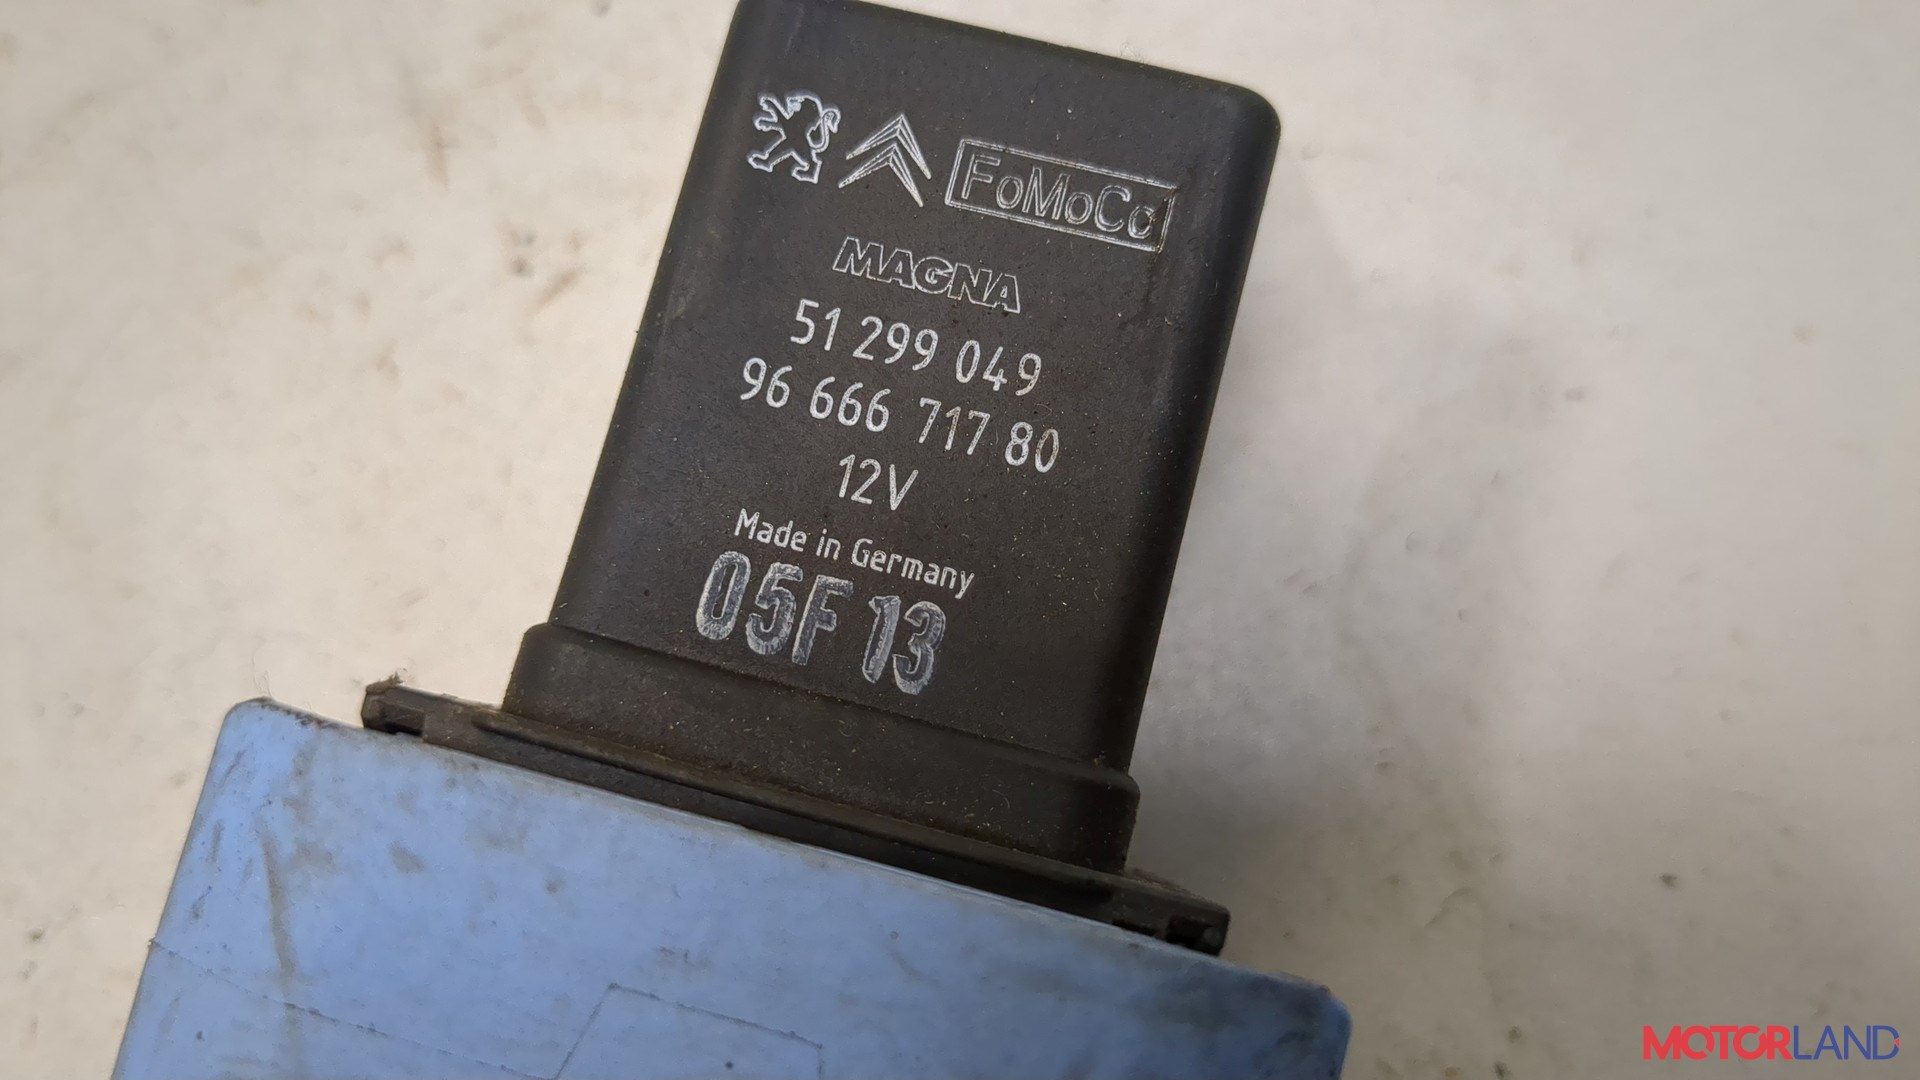 FoMoCo
MAGNA
51 299 049
96 666 717 80
12V
Made in Germany
05F 13
MOTORLAND